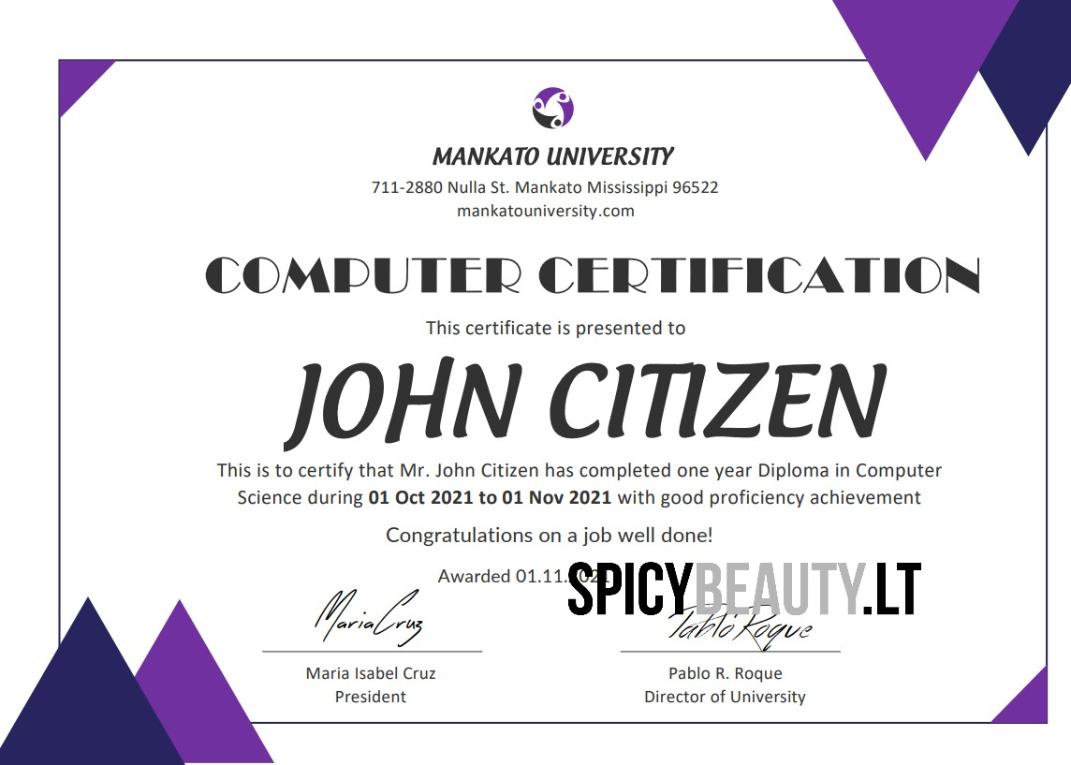 MANKATO UNIVERSITY
711-2880 Nulla St. Mankato Mississippi 96522
mankatouniversity.com
COMPUTER CERTIFICATION
This certificate is presented to
JOHN CITIZEN
This is to certify that Mr. John Citizen has completed one year Diploma in Computer
Science during 01 Oct 2021 to 01 Nov 2021 with good proficiency achievement
Congratulations on a job well done!
Awarded 01.11.2021
SPICYBEAUTY.LT
MariaCruz
Pablo Roque
Maria Isabel Cruz
Pablo R. Roque
President
Director of University